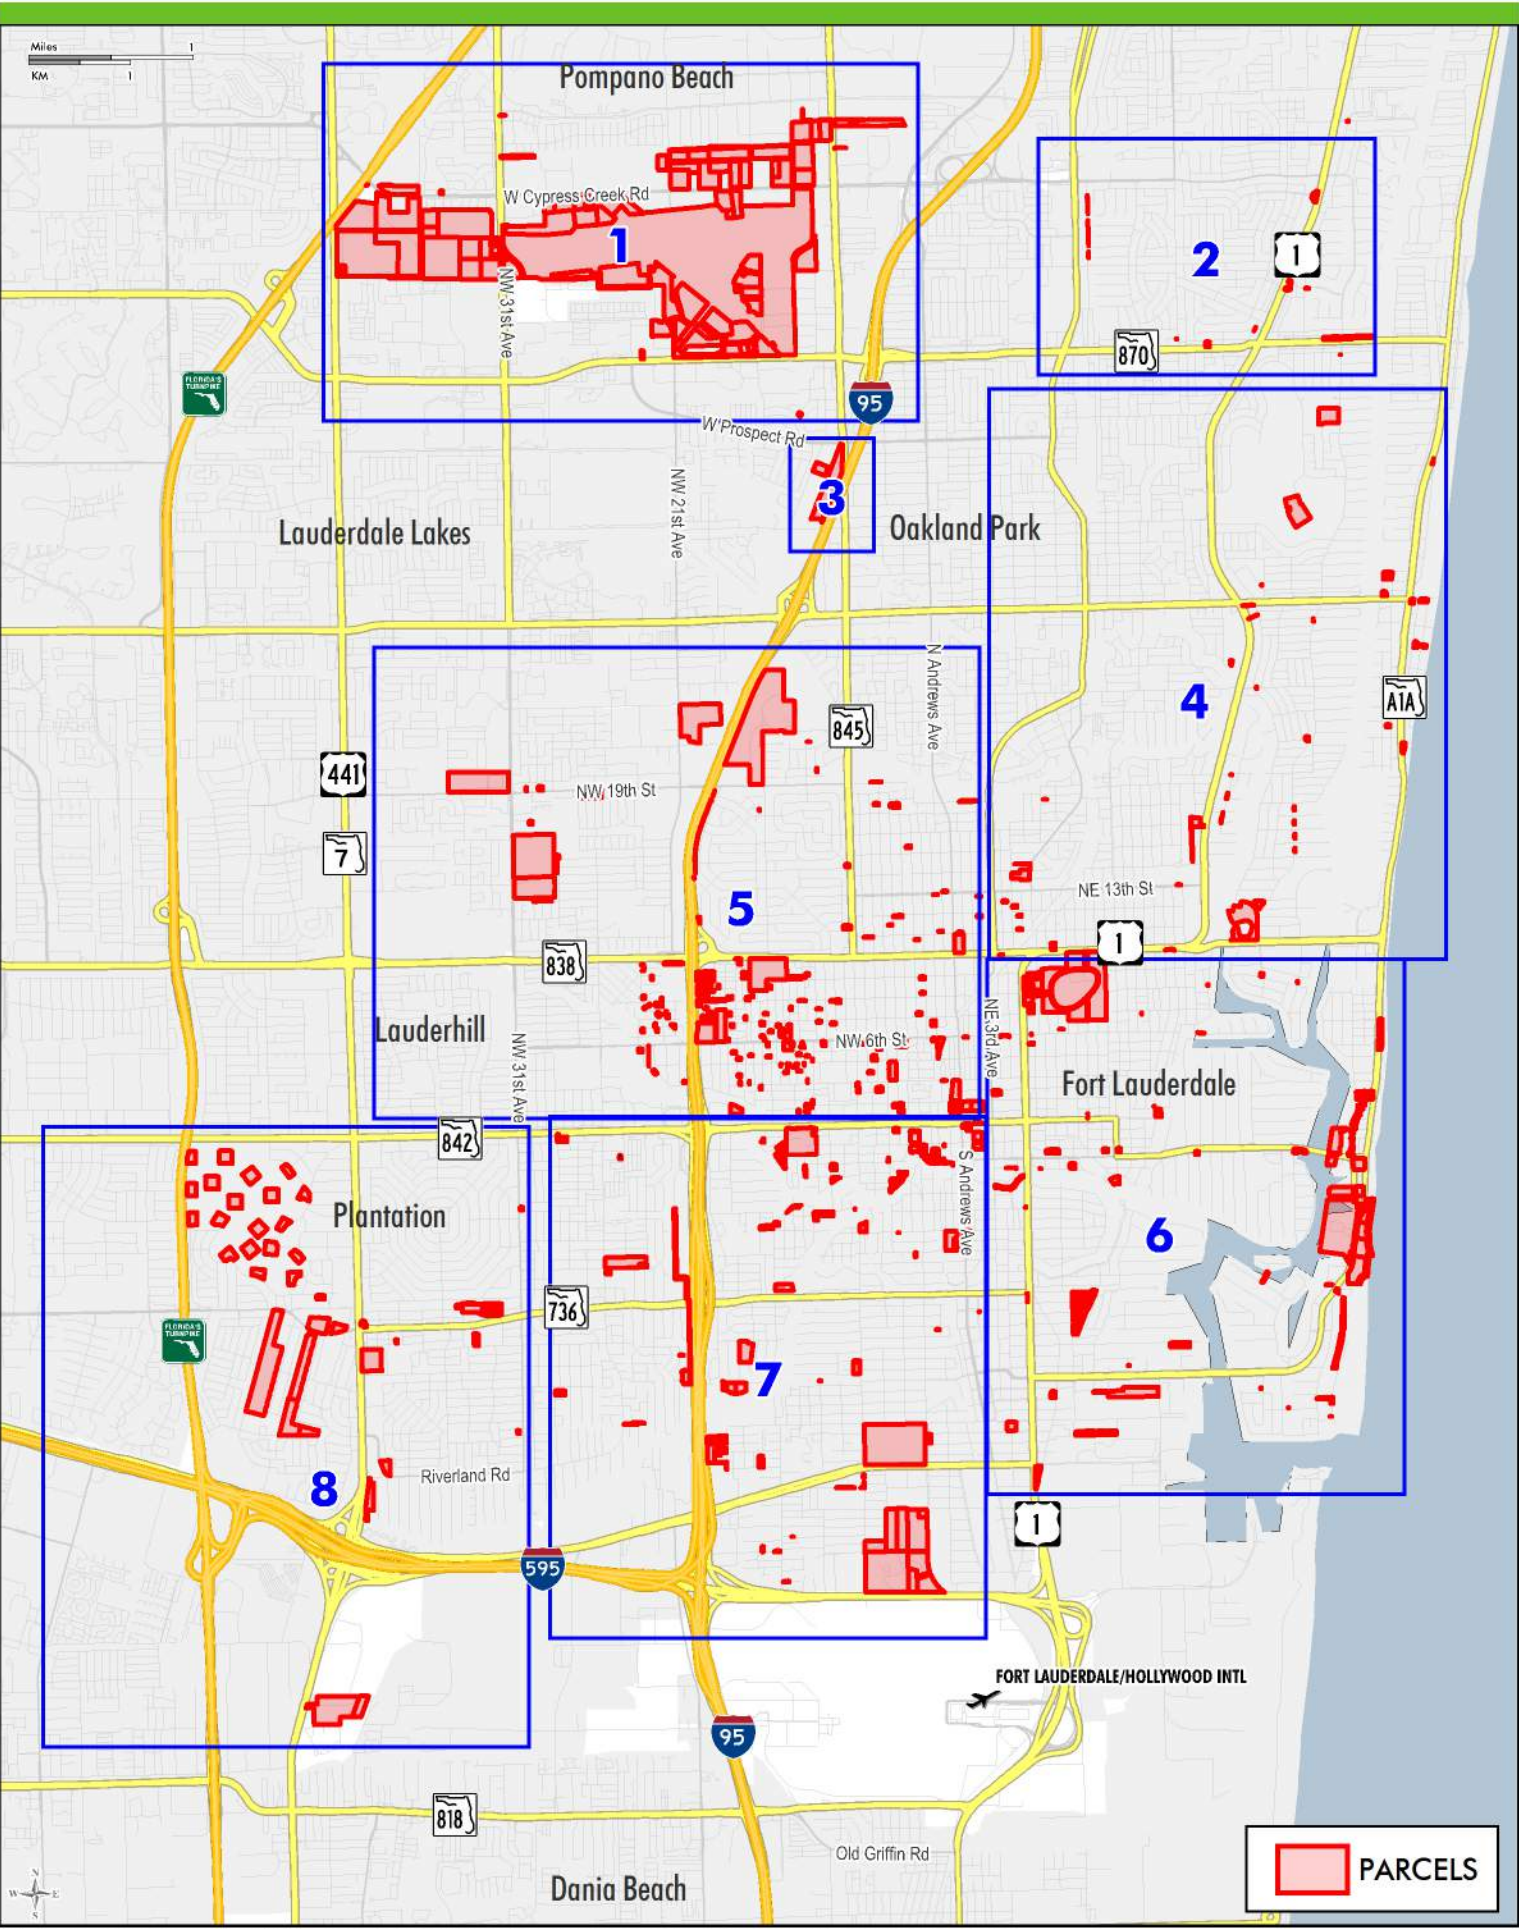 Miles
1
KM
1
Pompano Beach
W Cypress Creek Rd
1
2
1
NW 31st Ave
870
FLORIDA'S
TURNPIKE
95
W Prospect Rd
3
NW 21st Ave
Lauderdale Lakes
Oakland Park
N Andrews Ave
4
A1A
845
441
NW 19th St
7
5
NE 13th St
1
838
Lauderhill
NW 6th St
NE 3rd Ave
NW 31st Ave
Fort Lauderdale
842
S Andrews Ave
Plantation
6
736
FLORIDA'S
TURNPIKE
7
Riverland Rd
8
1
595
FORT LAUDERDALE/HOLLYWOOD INTL
95
818
Old Griffin Rd
PARCELS
Dania Beach
N
W
E
S